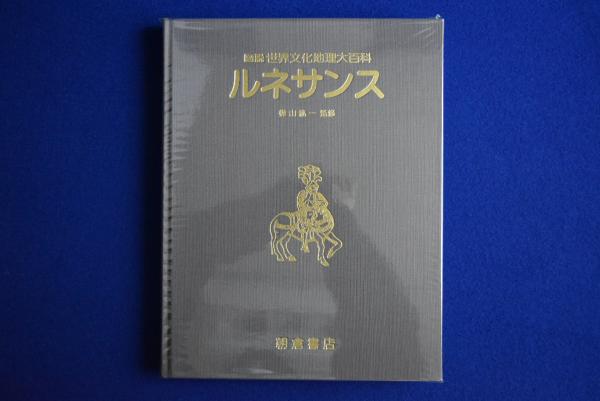 図説 世界文化地理大百科
ルネサンス
樺山紘一 監修
朝倉書店